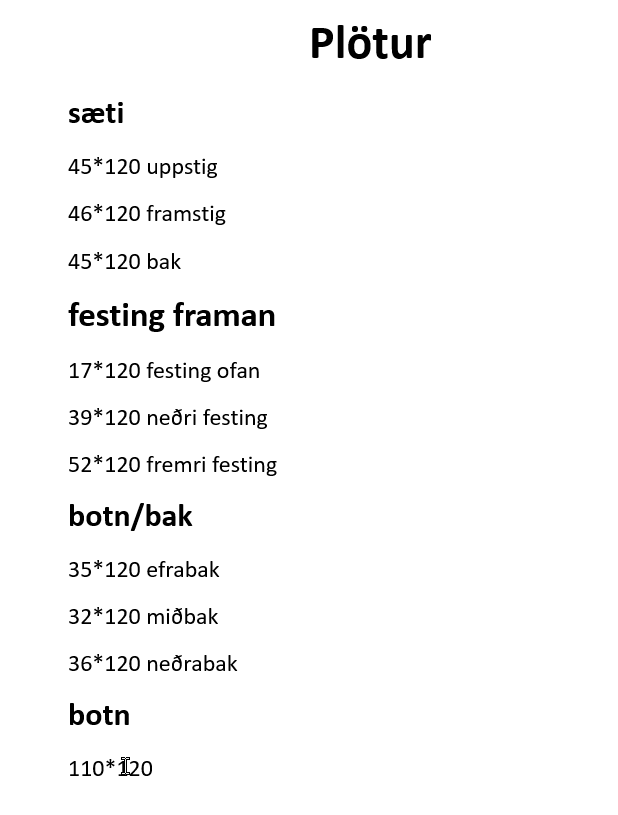 Plötur
sæti
45*120 uppstig
46*120 framstig
45*120 bak
festing framan
17*120 festing ofan
39*120 neðri festing
52*120 fremri festing
botn/bak
35*120 efrabak
32*120 miðbak
36*120 neðrabak
botn
110*120